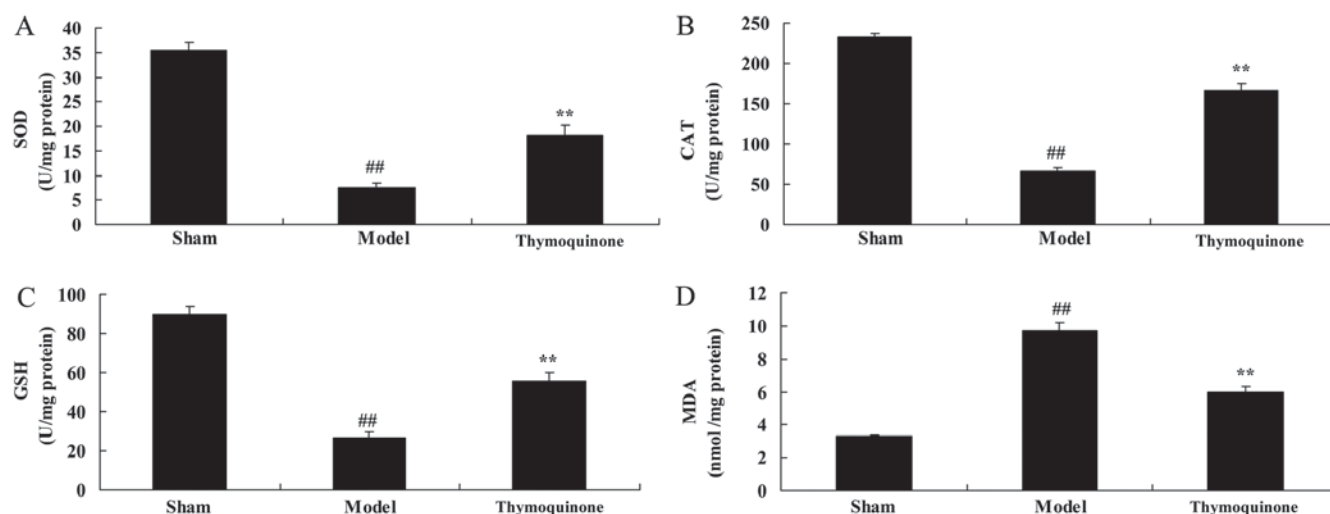 A
SOD
(U/mg protein)
40
35
30
25
20
15
10
5
0
##
**
Sham
Model
Thymoquinone
B
CAT
(U/mg protein)
250
200
150
100
50
0
##
**
Sham
Model
Thymoquinone
C
GSH
(U/mg protein)
100
80
60
40
20
0
##
**
Sham
Model
Thymoquinone
D
MDA
(nmol /mg protein)
12
10
8
6
4
2
0
##
**
Sham
Model
Thymoquinone